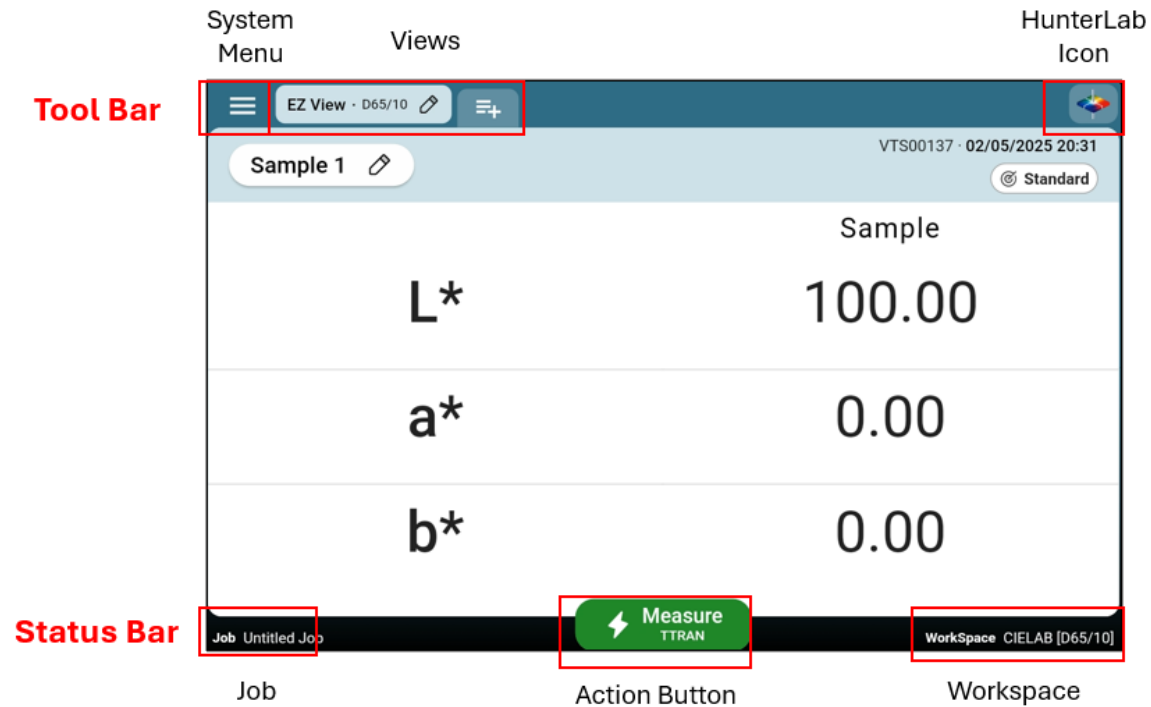 System
Menu
Views
HunterLab
Icon
Tool Bar
EZ View · D65/10
Sample 1
VTS00137 · 02/05/2025 20:31
Standard
Sample
L*
100.00
a*
0.00
b*
0.00
Status Bar
Job Untitled Job
Measure
TTRAN
WorkSpace CIELAB [D65/10]
Job
Action Button
Workspace